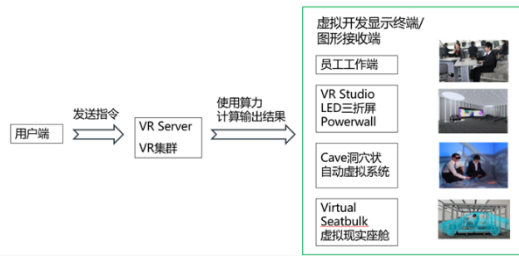 虚拟开发显示终端/
图形接收端
员工工作端
使用算力
计算输出结果
发送指令
用户端
VR Server
VR集群
VR Studio
LED三折屏
Powerwall
Cave洞穴状
自动虚拟系统
Virtual
Seatbulk
虚拟现实座舱